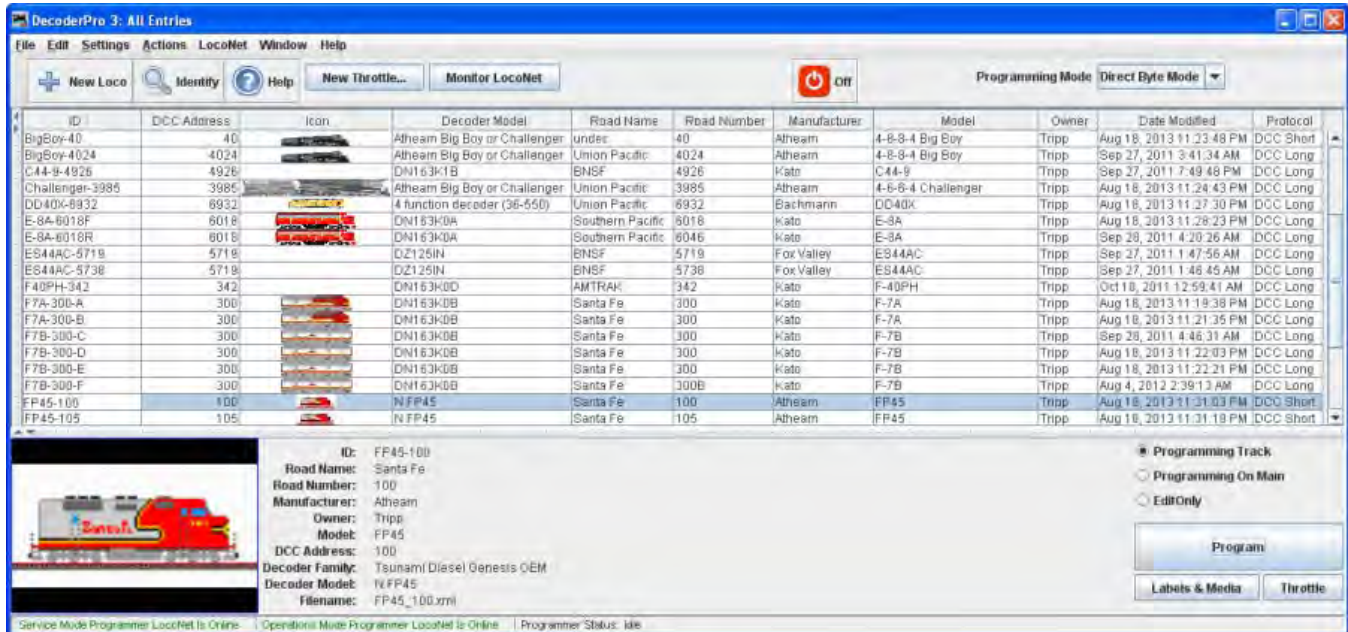 DecoderPro 3: All Entries
File Edit Settings Actions LocoNet Window Help
New Loco Identify Help New Throttle... Monitor LocoNet Off Programming Mode Direct Byte Mode
ID DCC Address Icon Decoder Model Road Name Road Number Manufacturer Model Owner Date Modified Protocol
BigBoy-40 40 Athearn Big Boy or Challenger undec 40 Athearn 4-8-8-4 Big Boy Tripp Aug 18, 2013 11:23:48 PM DCC Short
BigBoy-4024 4024 Athearn Big Boy or Challenger Union Pacific 4024 Athearn 4-8-8-4 Big Boy Tripp Sep 27, 2011 3:41:34 AM DCC Long
C44-9-4926 4926 DN163K1B BNSF 4926 Kato C44-9 Tripp Sep 27, 2011 7:49:48 PM DCC Long
Challenger-3985 3985 Athearn Big Boy or Challenger Union Pacific 3985 Athearn 4-6-6-4 Challenger Tripp Aug 18, 2013 11:24:43 PM DCC Long
DD40X-6932 6932 4 function decoder (36-550) Union Pacific 6932 Bachmann DD40X Tripp Aug 18, 2013 11:27:30 PM DCC Long
E-8A-6018F 6018 DN163K0A Southern Pacific 6018 Kato E-8A Tripp Aug 18, 2013 11:28:23 PM DCC Long
E-8A-6018R 6018 DN163K0A Southern Pacific 6046 Kato E-8A Tripp Sep 28, 2011 4:20:26 AM DCC Long
ES44AC-5719 5719 DZ125IN BNSF 5719 Fox Valley ES44AC Tripp Sep 27, 2011 1:47:56 AM DCC Long
ES44AC-5738 5719 DZ125IN BNSF 5738 Fox Valley ES44AC Tripp Sep 27, 2011 1:46:45 AM DCC Long
F40PH-342 342 DN163K0D AMTRAK 342 Kato F-40PH Tripp Oct 10, 2011 12:59:41 AM DCC Long
F7A-300-A 300 DN163K0B Santa Fe 300 Kato F-7A Tripp Aug 18, 2013 11:19:38 PM DCC Long
F7A-300-B 300 DN163K0B Santa Fe 300 Kato F-7A Tripp Aug 18, 2013 11:21:35 PM DCC Long
F7B-300-C 300 DN163K0B Santa Fe 300 Kato F-7B Tripp Sep 28, 2011 4:46:31 AM DCC Long
F7B-300-D 300 DN163K0B Santa Fe 300 Kato F-7B Tripp Aug 18, 2013 11:22:03 PM DCC Long
F7B-300-E 300 DN163K0B Santa Fe 300 Kato F-7B Tripp Aug 18, 2013 11:22:21 PM DCC Long
F7B-300-F 300 DN163K0B Santa Fe 300B Kato F-7B Tripp Aug 4, 2012 2:39:13 AM DCC Long
FP45-100 100 N FP45 Santa Fe 100 Athearn FP45 Tripp Aug 18, 2013 11:31:03 PM DCC Short
FP45-105 105 N FP45 Santa Fe 105 Athearn FP45 Tripp Aug 18, 2013 11:31:18 PM DCC Short
ID: FP45-100
Road Name: Santa Fe
Road Number: 100
Manufacturer: Athearn
Owner: Tripp
Model: FP45
DCC Address: 100
Decoder Family: Tsunami Diesel Genesis OEM
Decoder Model: N FP45
Filename: FP45_100.xml
Santa Fe
Programming Track
Programming On Main
Edit Only
Program
Labels & Media Throttle
Service Mode Programmer LocoNet Is Online Operations Mode Programmer LocoNet Is Online Programmer Status: Idle